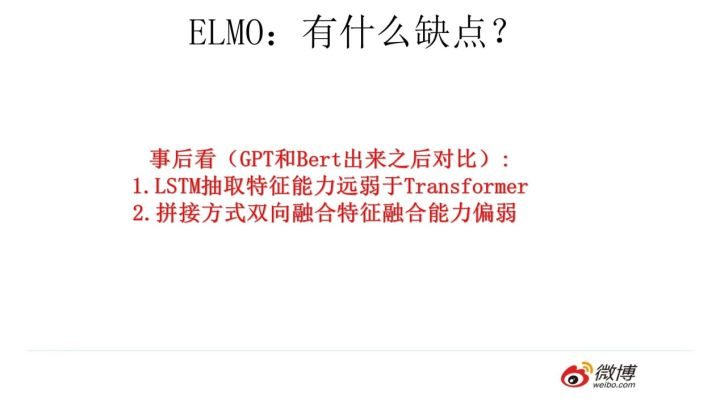 ELMO：有什么缺点？
事后看（GPT和Bert出来之后对比）：
1.LSTM抽取特征能力远弱于Transformer
2.拼接方式双向融合特征融合能力偏弱
微博
weibo.com